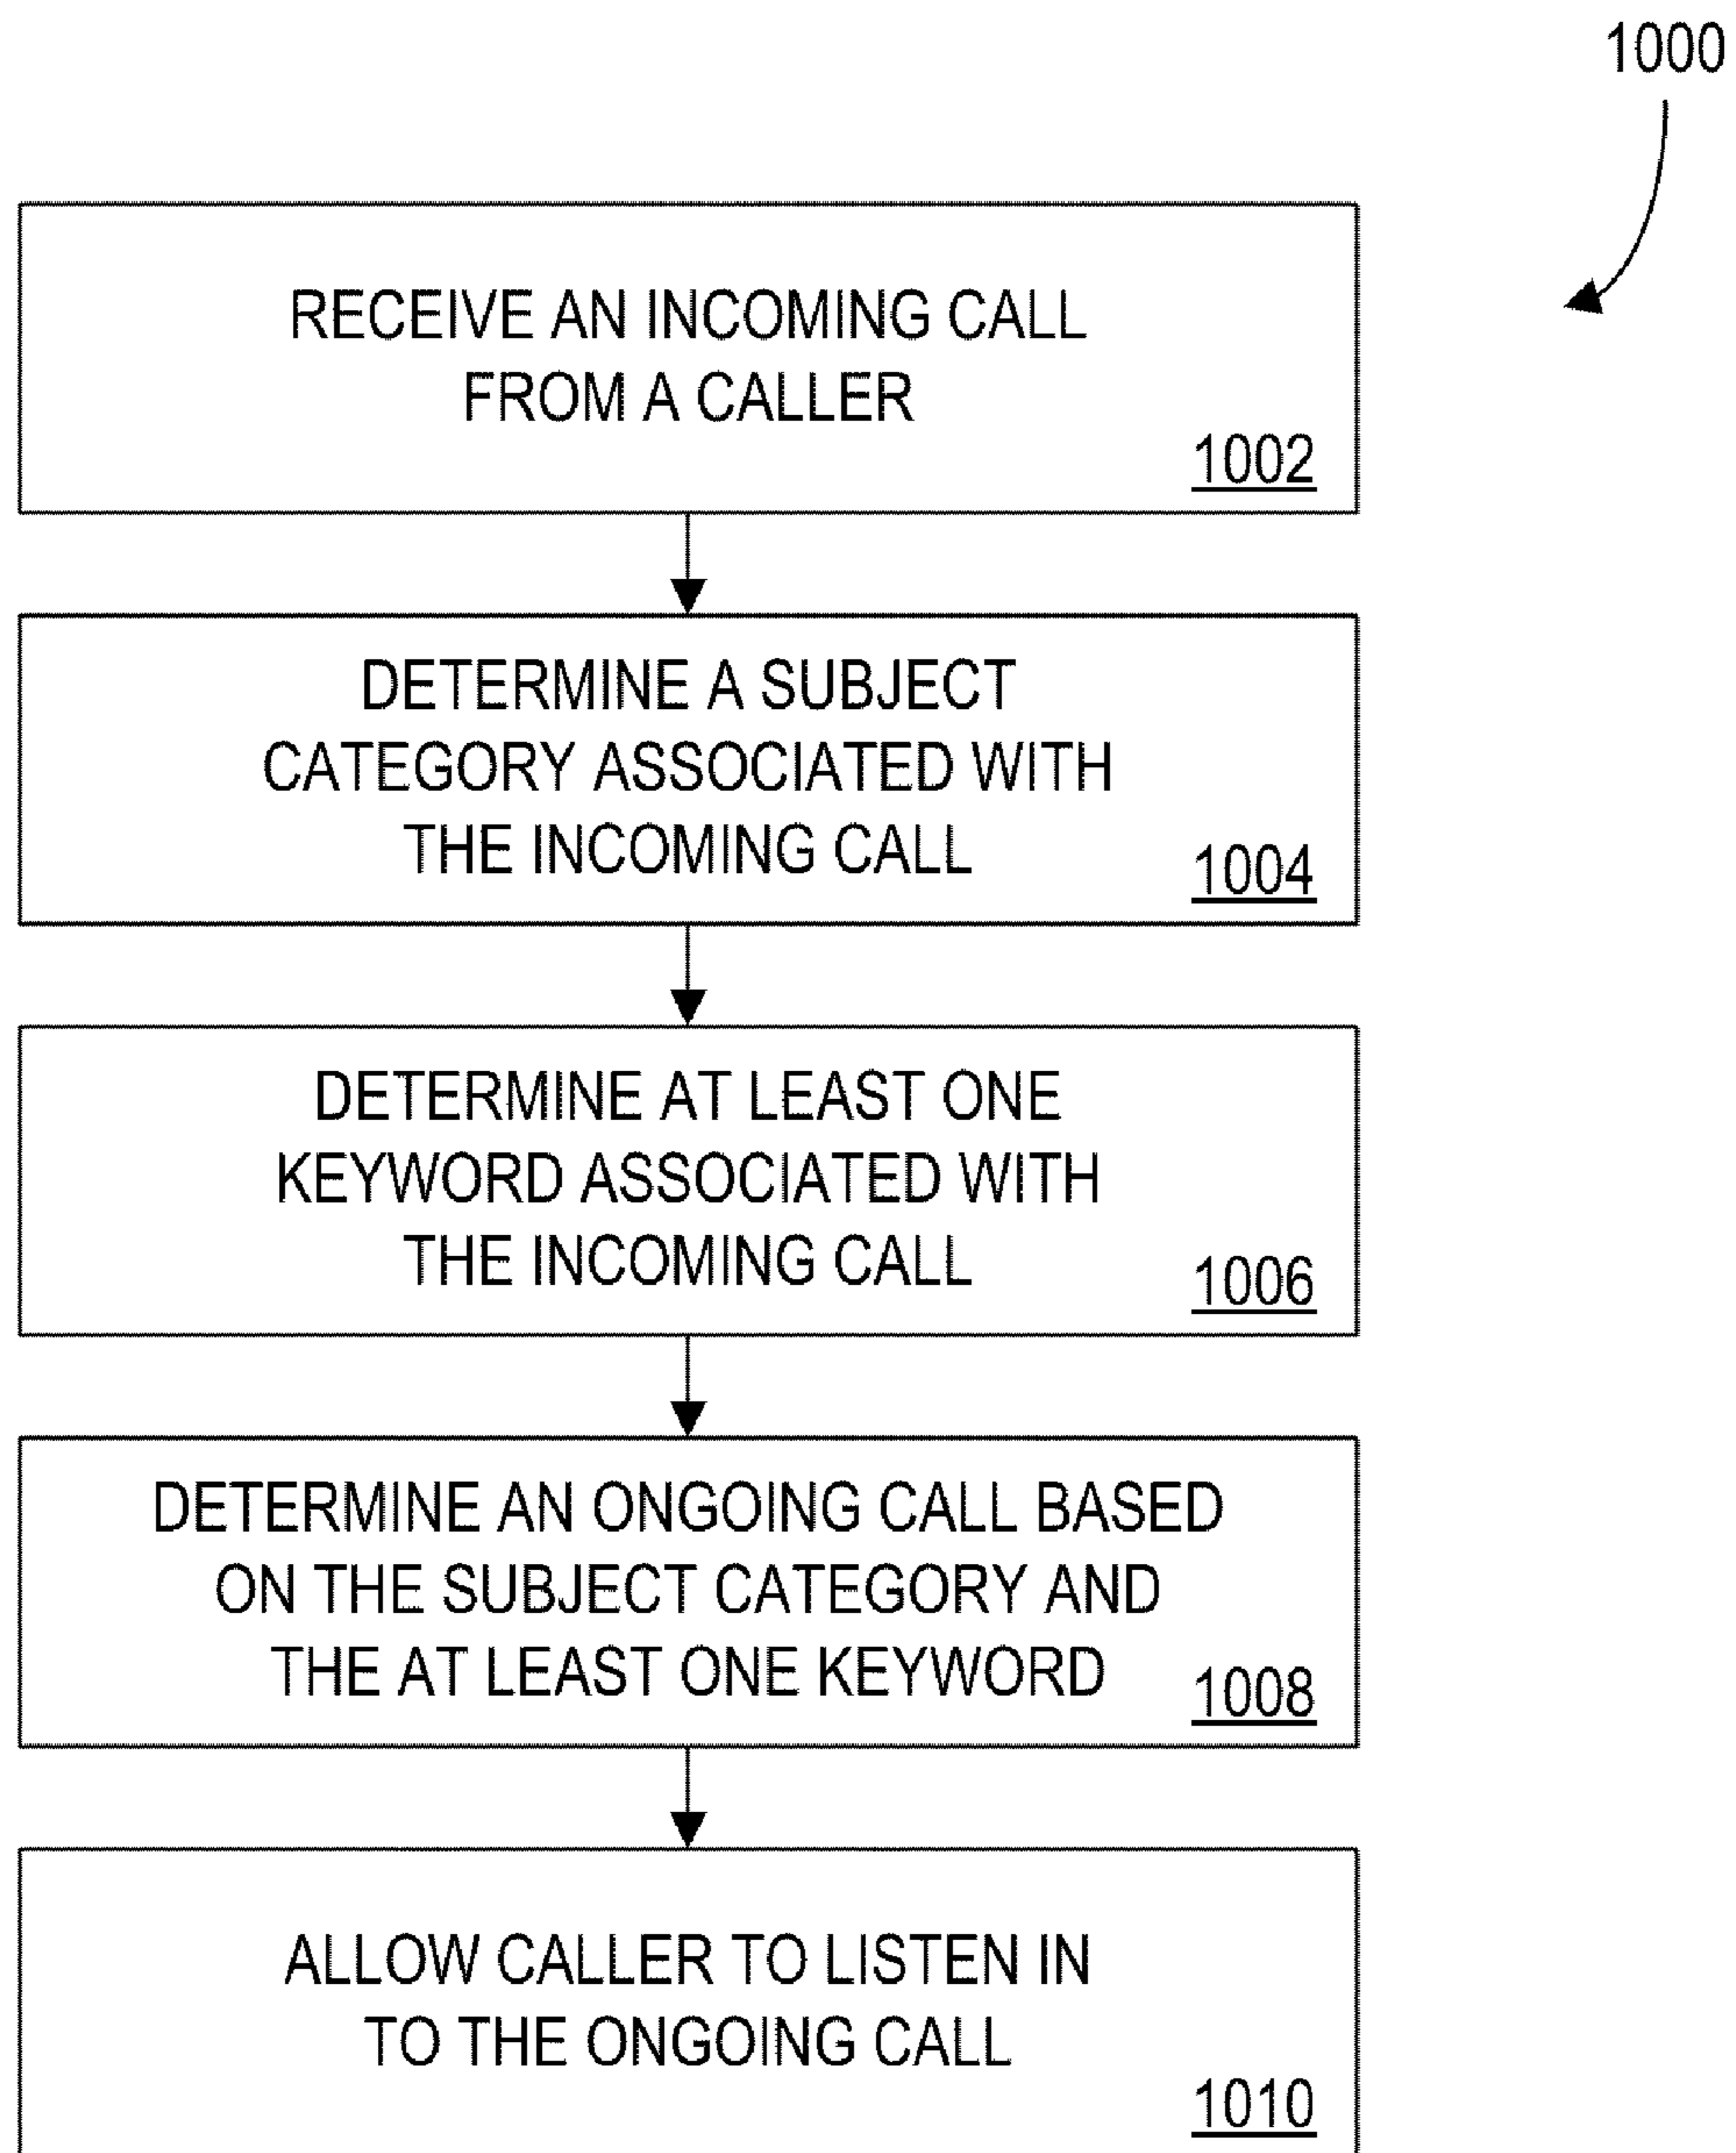 1000
RECEIVE AN INCOMING CALL
FROM A CALLER
1002
DETERMINE A SUBJECT
CATEGORY ASSOCIATED WITH
THE INCOMING CALL
1004
DETERMINE AT LEAST ONE
KEYWORD ASSOCIATED WITH
THE INCOMING CALL
1006
DETERMINE AN ONGOING CALL BASED
ON THE SUBJECT CATEGORY AND
THE AT LEAST ONE KEYWORD
1008
ALLOW CALLER TO LISTEN IN
TO THE ONGOING CALL
1010